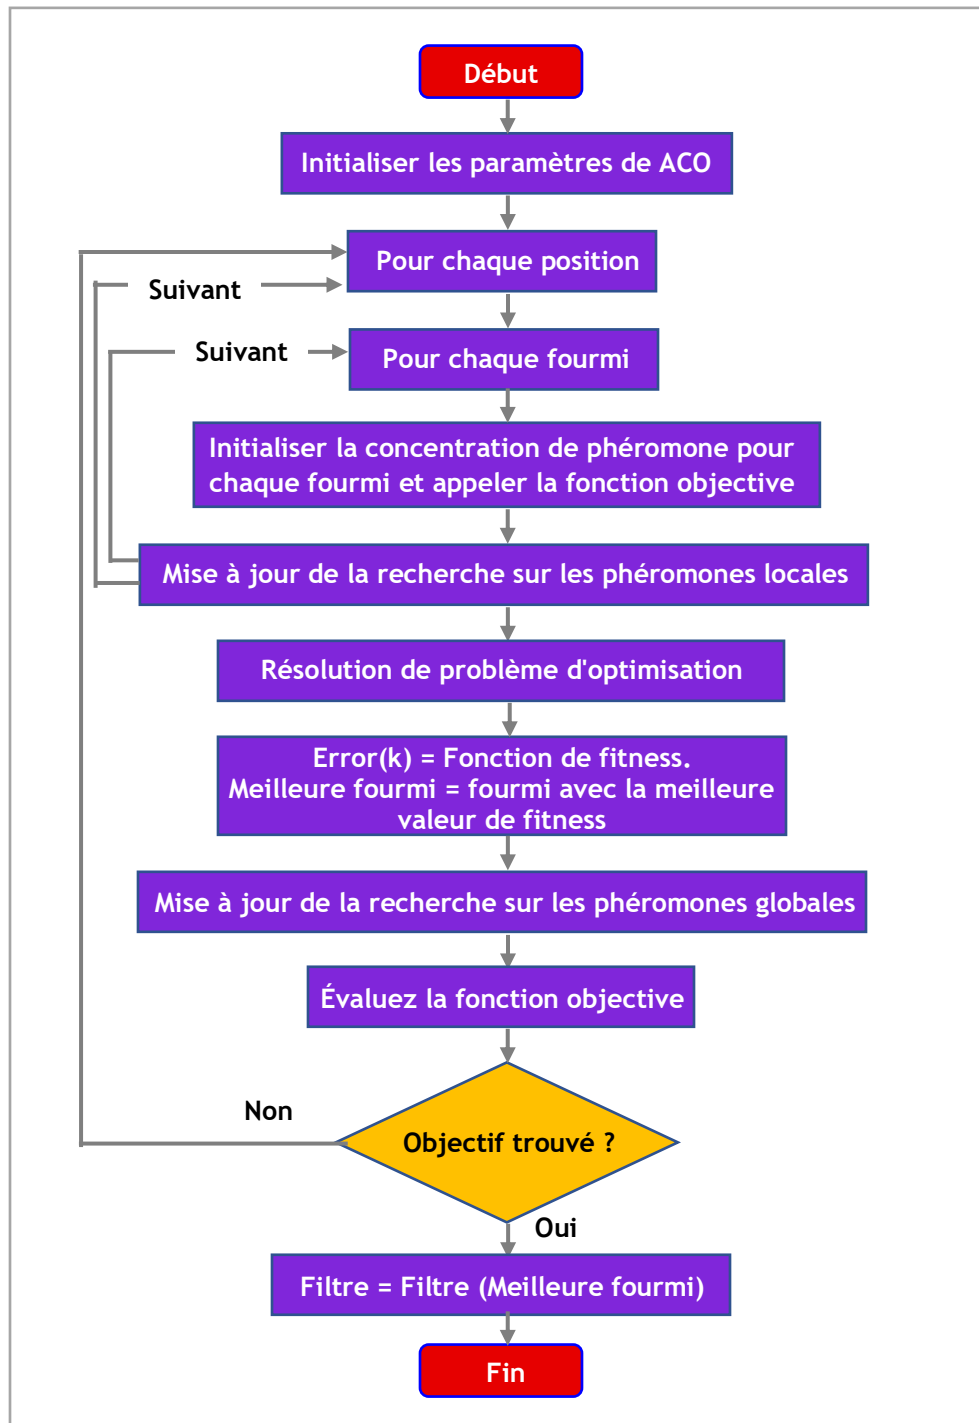 Début
Initialiser les paramètres de ACO
Pour chaque position
Suivant
Suivant
Pour chaque fourmi
Initialiser la concentration de phéromone pour
chaque fourmi et appeler la fonction objective
Mise à jour de la recherche sur les phéromones locales
Résolution de problème d'optimisation
Error(k) = Fonction de fitness.
Meilleure fourmi = fourmi avec la meilleure
valeur de fitness
Mise à jour de la recherche sur les phéromones globales
Évaluez la fonction objective
Non
Objectif trouvé ?
Oui
Filtre = Filtre (Meilleure fourmi)
Fin